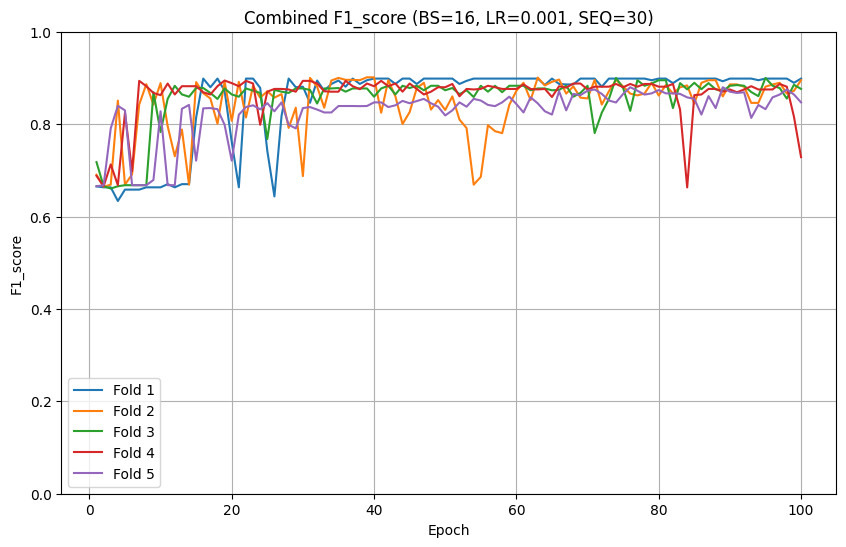 Combined F1_score (BS=16, LR=0.001, SEQ=30)
F1_score
1.0
0.8
0.6
0.4
0.2
0.0
Fold 1
Fold 2
Fold 3
Fold 4
Fold 5
0 20 40 60 80 100
Epoch